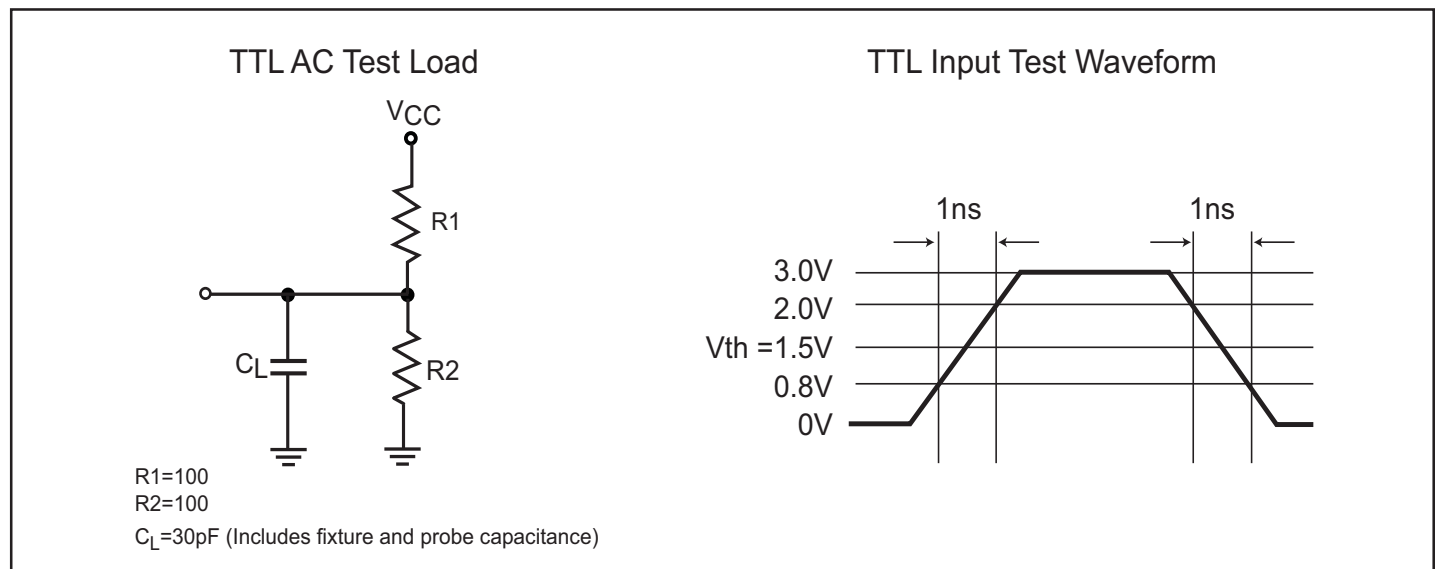 TTL AC Test Load
VCC
R1
CL
R2
R1=100
R2=100
CL=30pF (Includes fixture and probe capacitance)
TTL Input Test Waveform
1ns
1ns
3.0V
2.0V
Vth =1.5V
0.8V
0V